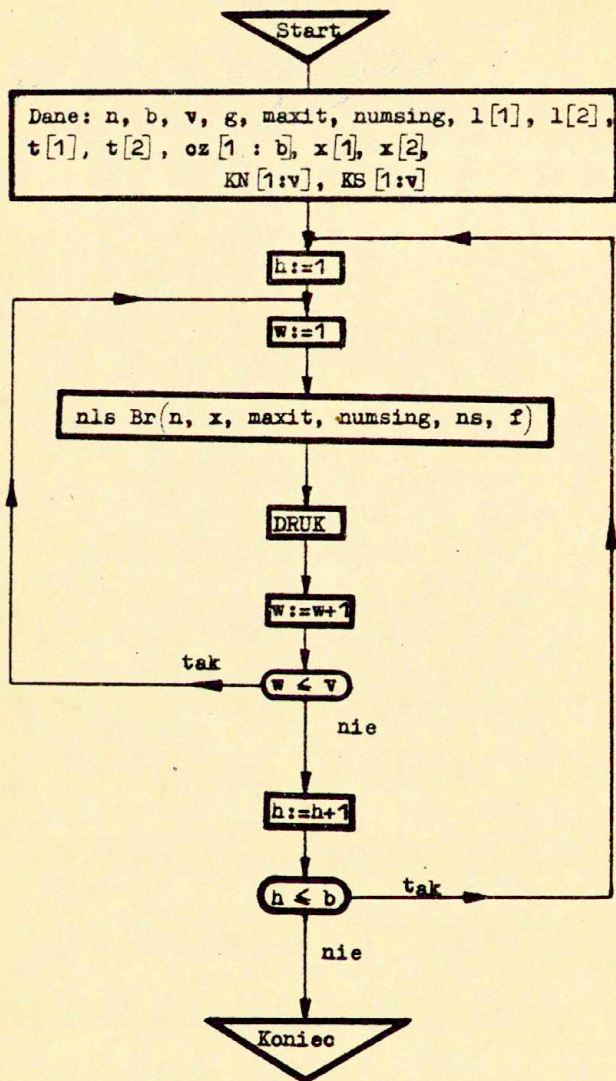 Start
Dane: n, b, v, g, maxit, numsing, l[1], l[2],
t[1], t[2], oz[1 : b], x[1], x[2],
KN[1:v], KS[1:v]
h:=1
w:=1
nls Br(n, x, maxit, numsing, ns, f)
DRUK
w:=w+1
tak
w ≤ v
nie
h:=h+1
h ≤ b
tak
nie
Koniec